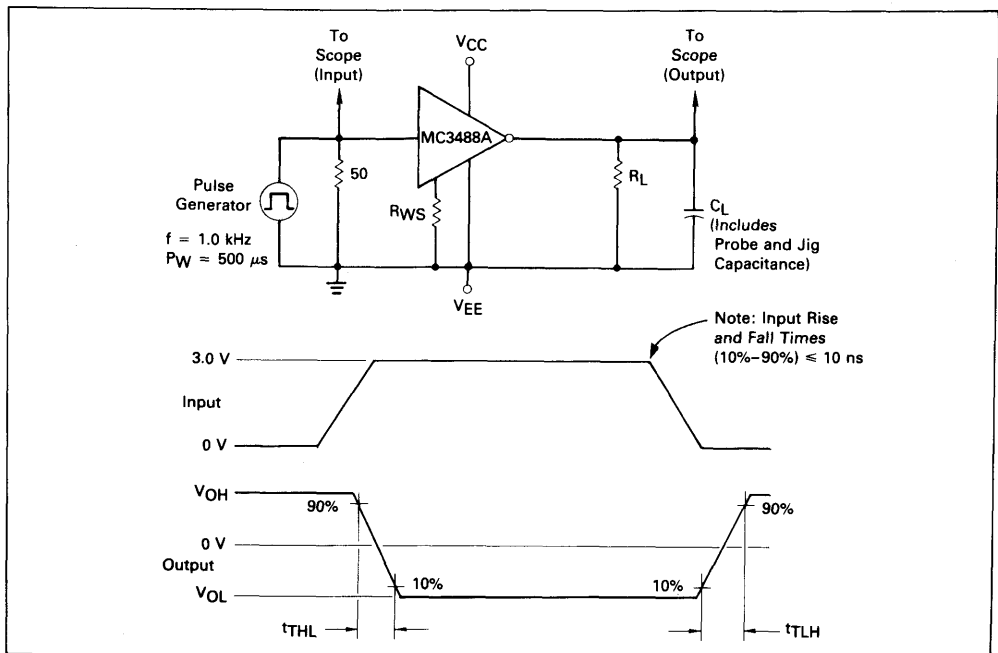 To
Scope
(Input)
VCC
To
Scope
(Output)
MC3488A
50
RL
Pulse
Generator
RWS
CL
(Includes
Probe and Jig
Capacitance)
f = 1.0 kHz
PW = 500 μs
VEE
Note: Input Rise
and Fall Times
(10%–90%) ≤ 10 ns
3.0 V
Input
0 V
VOH
90%
90%
0 V
Output
10%
10%
VOL
tTHL
tTLH